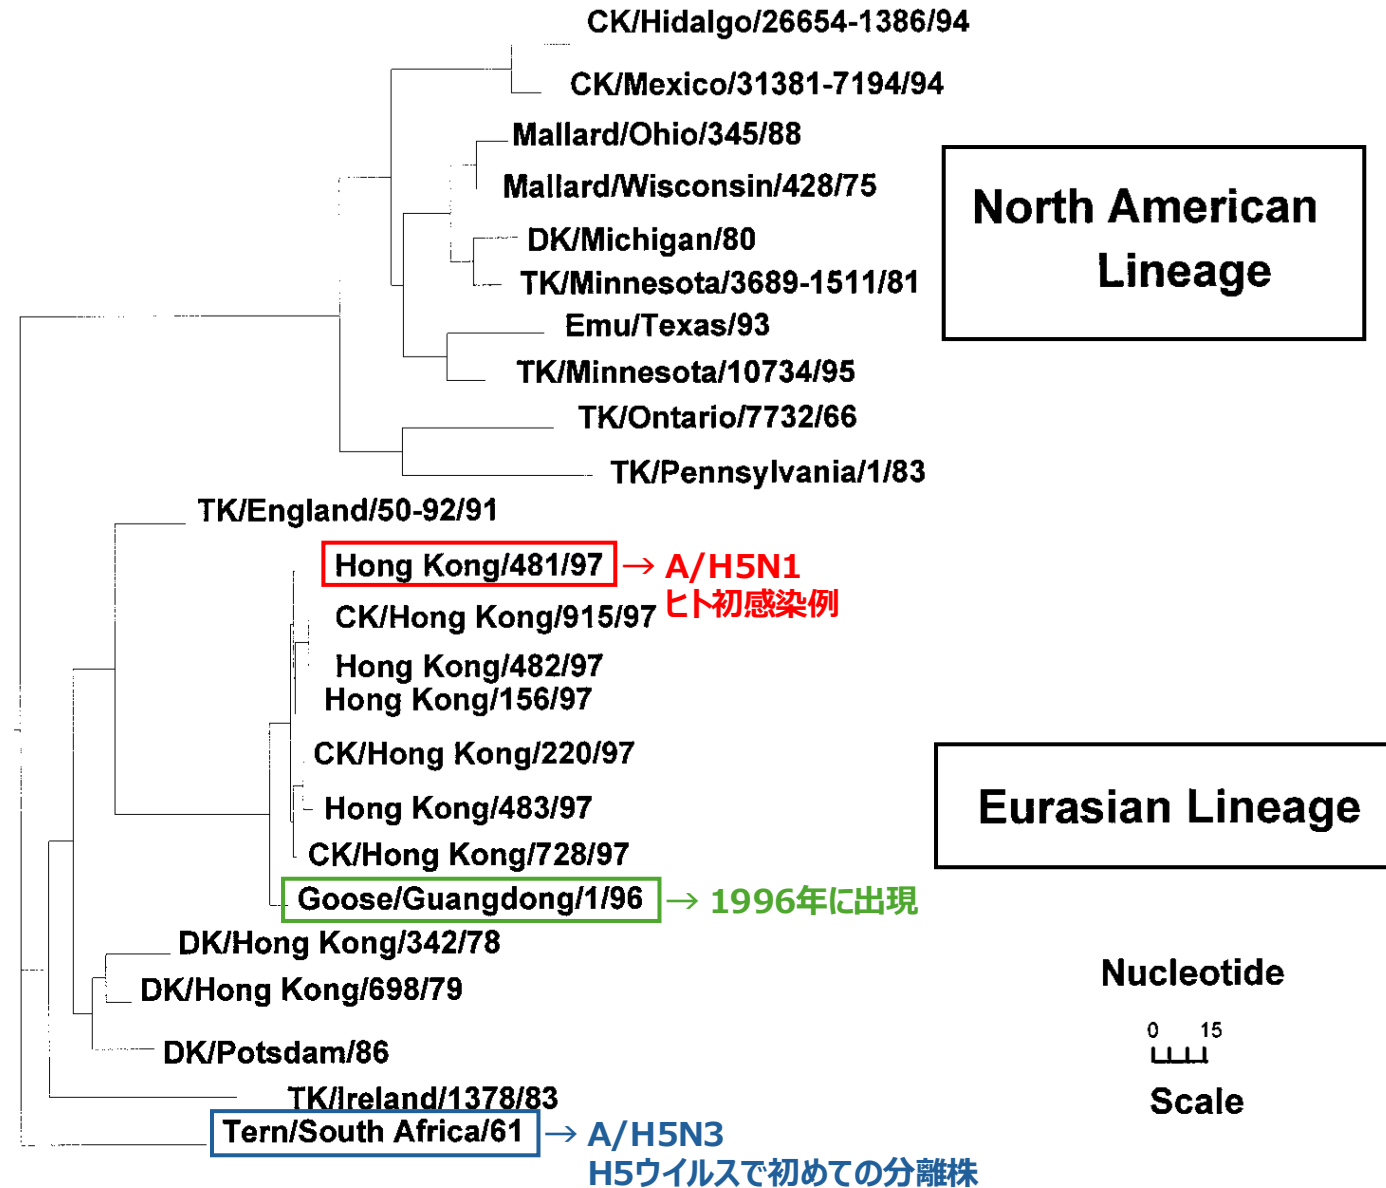 CK/Hidalgo/26654-1386/94
CK/Mexico/31381-7194/94
Mallard/Ohio/345/88
Mallard/Wisconsin/428/75
DK/Michigan/80
TK/Minnesota/3689-1511/81
Emu/Texas/93
TK/Minnesota/10734/95
TK/Ontario/7732/66
TK/Pennsylvania/1/83
North American
Lineage
TK/England/50-92/91
Hong Kong/481/97 → A/H5N1
ヒト初感染例
CK/Hong Kong/915/97
Hong Kong/482/97
Hong Kong/156/97
CK/Hong Kong/220/97
Hong Kong/483/97
CK/Hong Kong/728/97
Goose/Guangdong/1/96 → 1996年に出現
Eurasian Lineage
DK/Hong Kong/342/78
DK/Hong Kong/698/79
DK/Potsdam/86
TK/Ireland/1378/83
Tern/South Africa/61 → A/H5N3
H5ウイルスで初めての分離株
Nucleotide
0 15
Scale